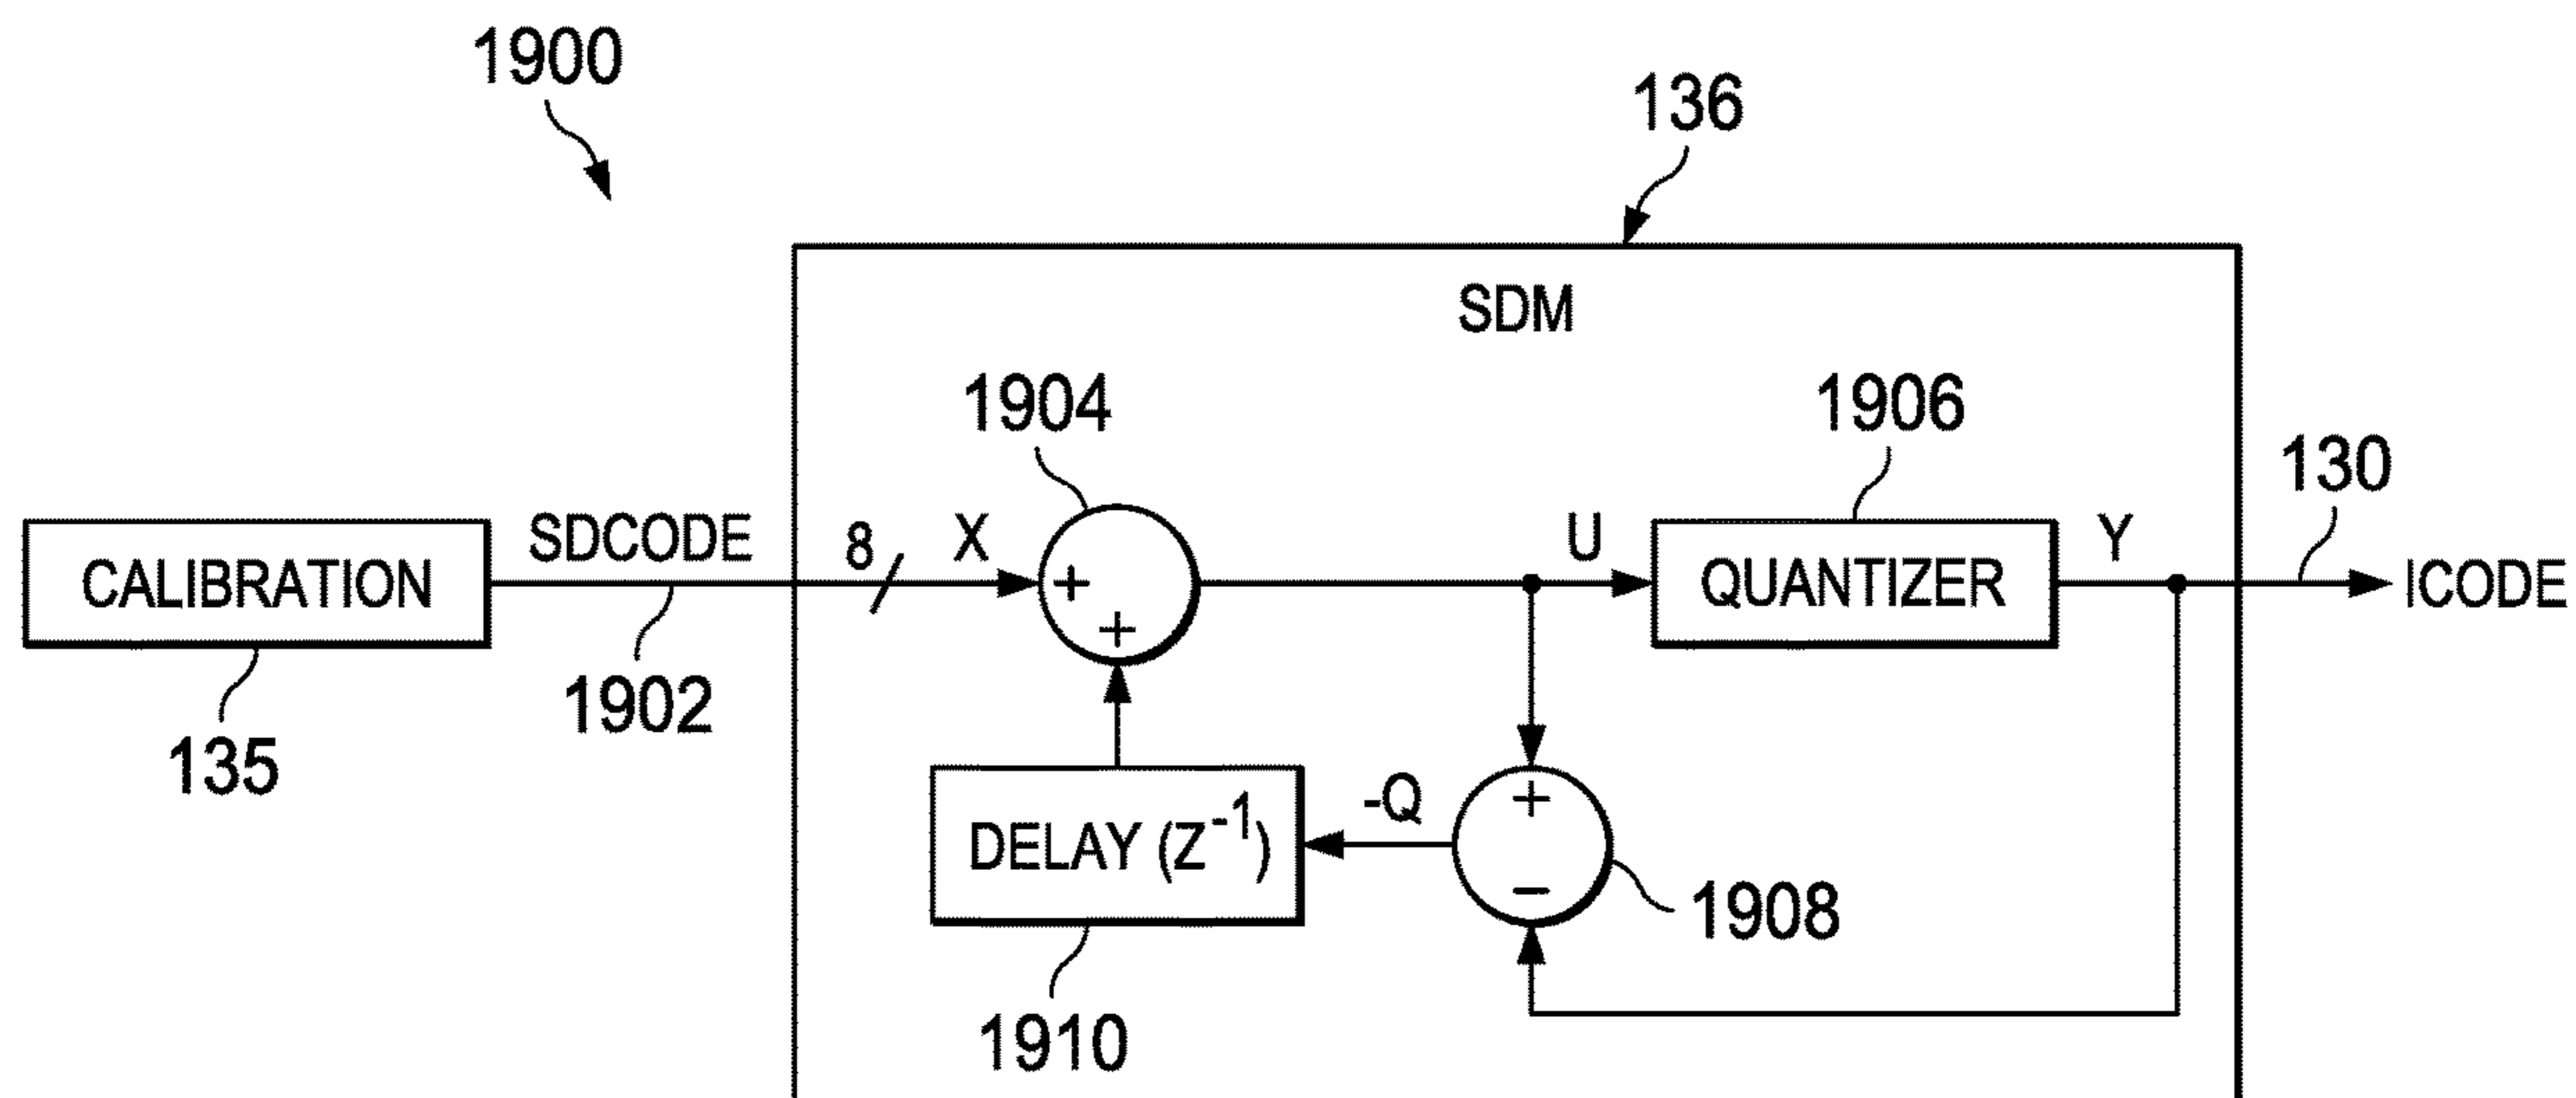 1900
136
SDM
1904
1906
130
CALIBRATION
SDCODE
8
X
+
+
U
QUANTIZER
Y
ICODE
135
1902
DELAY (Z⁻¹)
-Q
+
−
1908
1910